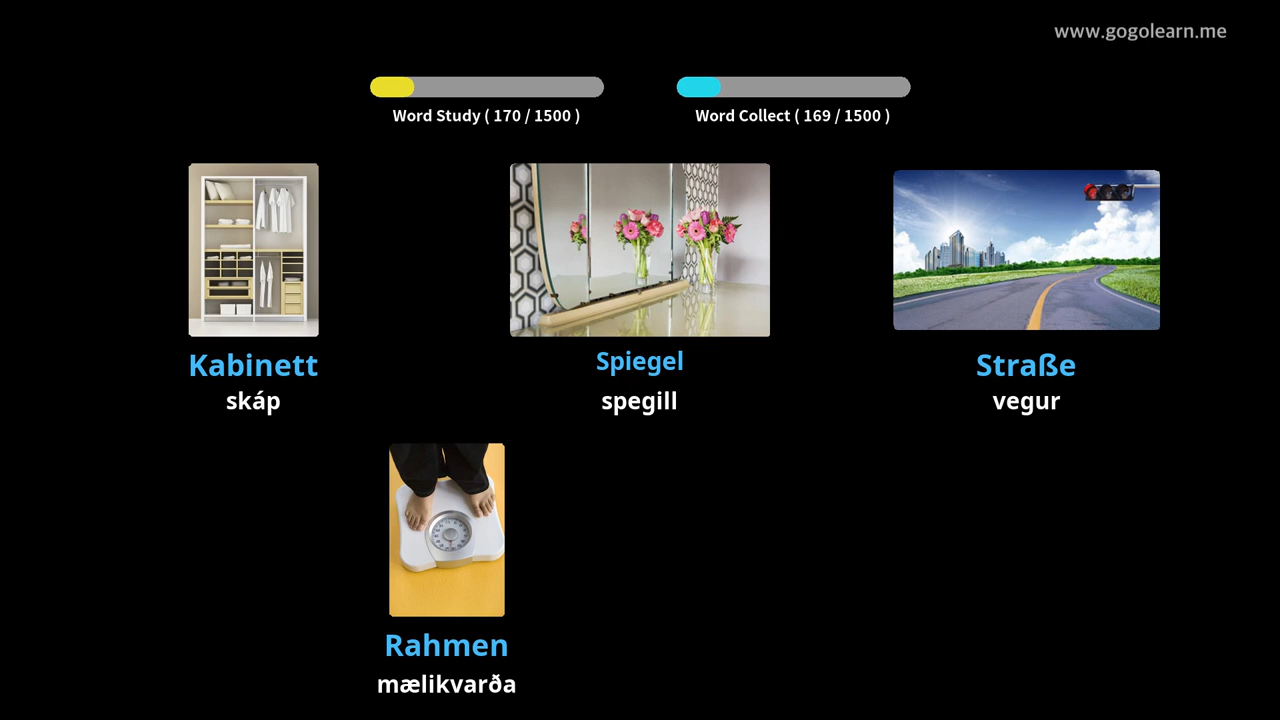 www.gogolearn.me
Word Study ( 170 / 1500 )
Word Collect ( 169 / 1500 )
Kabinett
skáp
Spiegel
spegill
Straße
vegur
Rahmen
mælikvarða